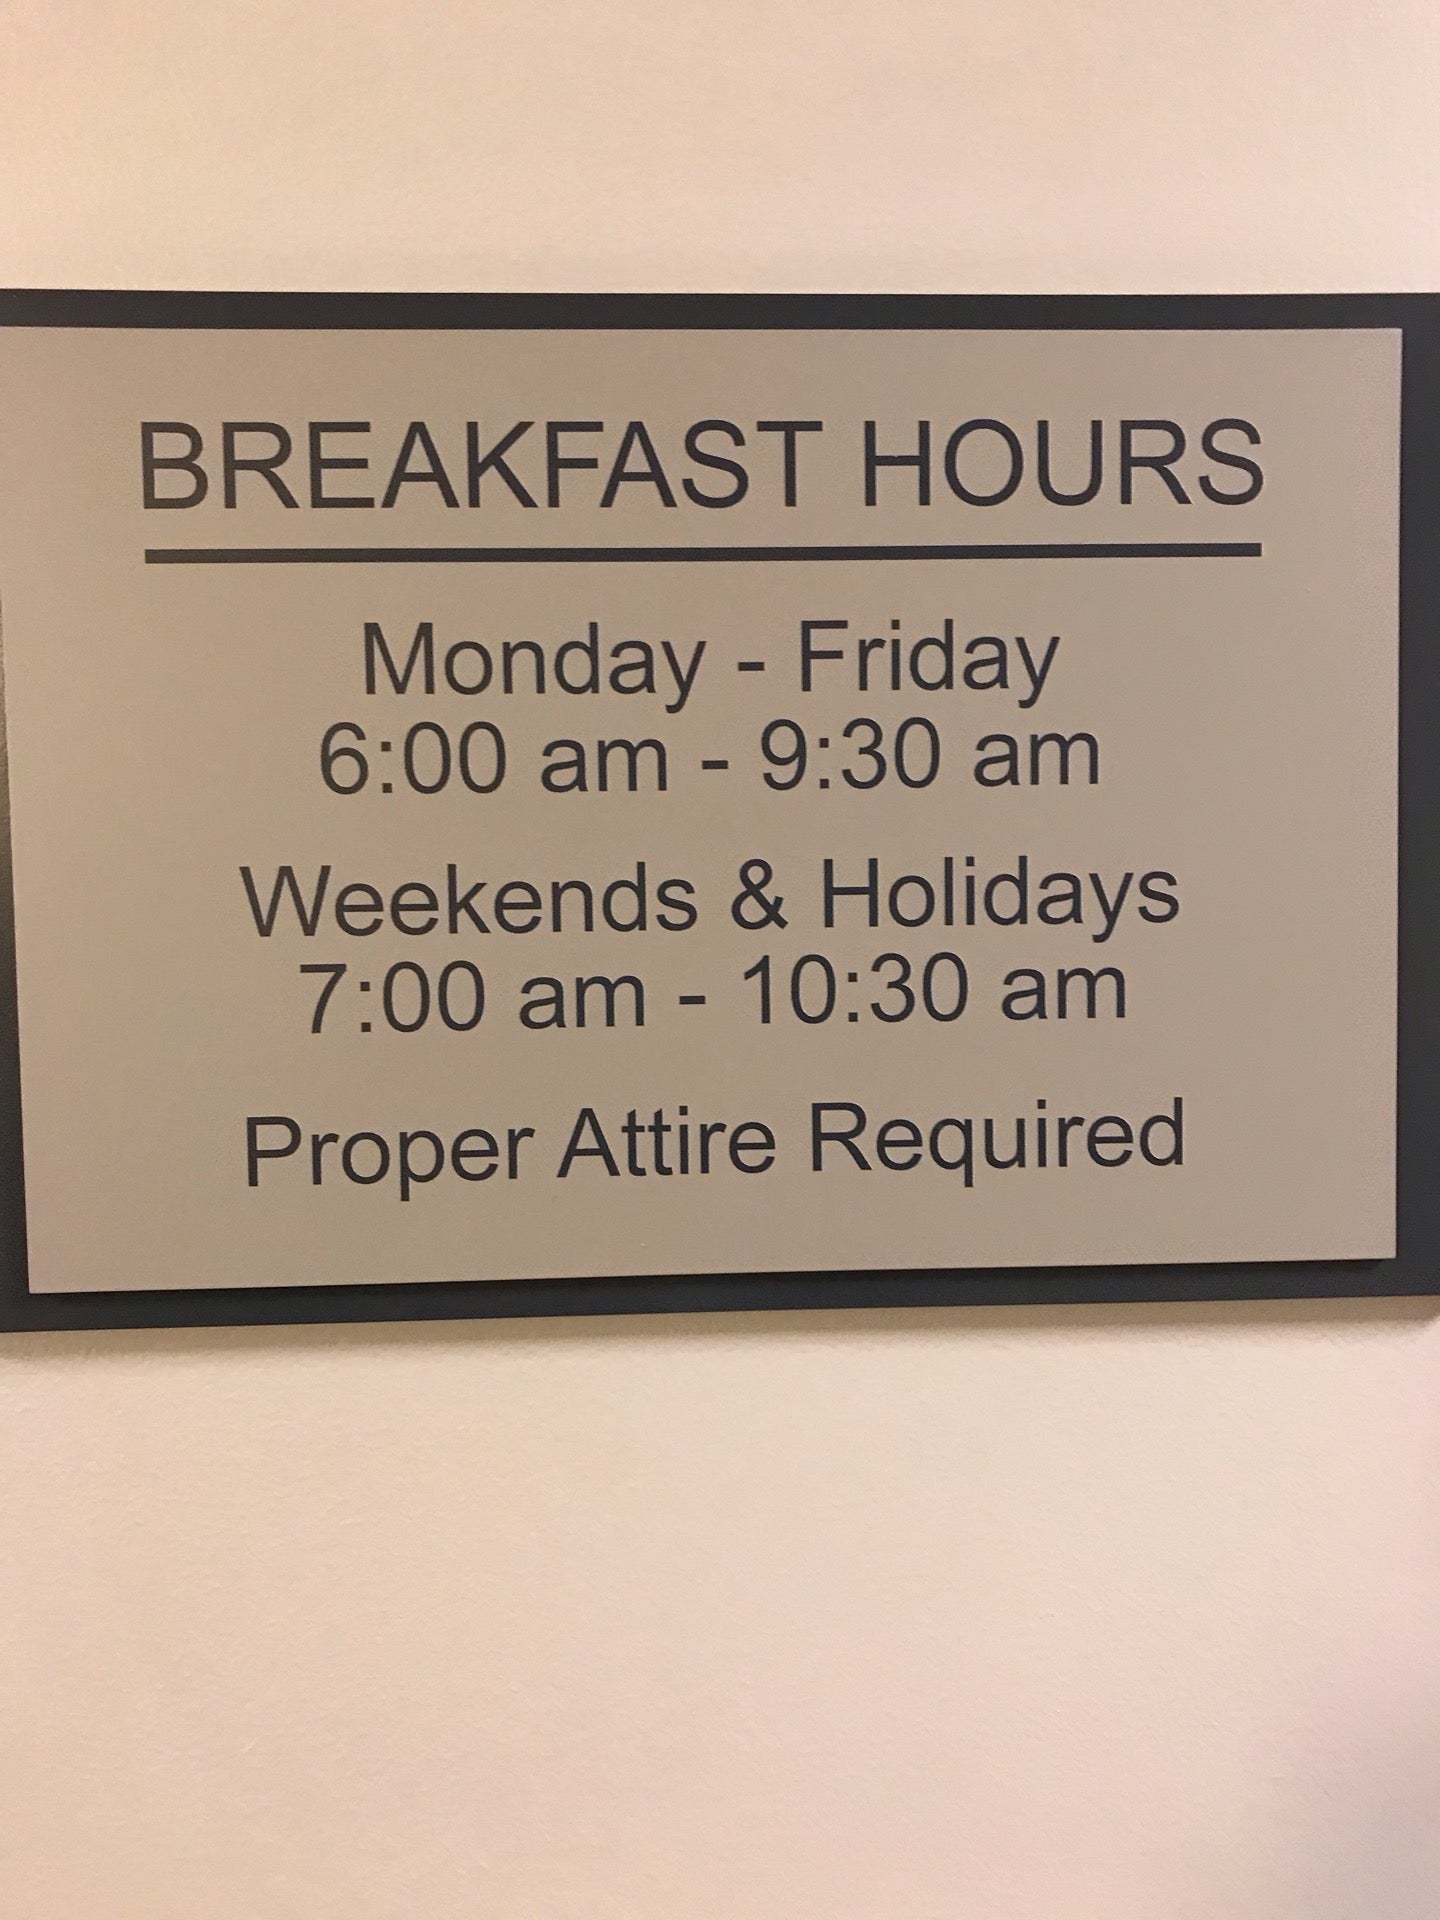 BREAKFAST HOURS
Monday - Friday
6:00 am - 9:30 am
Weekends & Holidays
7:00 am - 10:30 am
Proper Attire Required